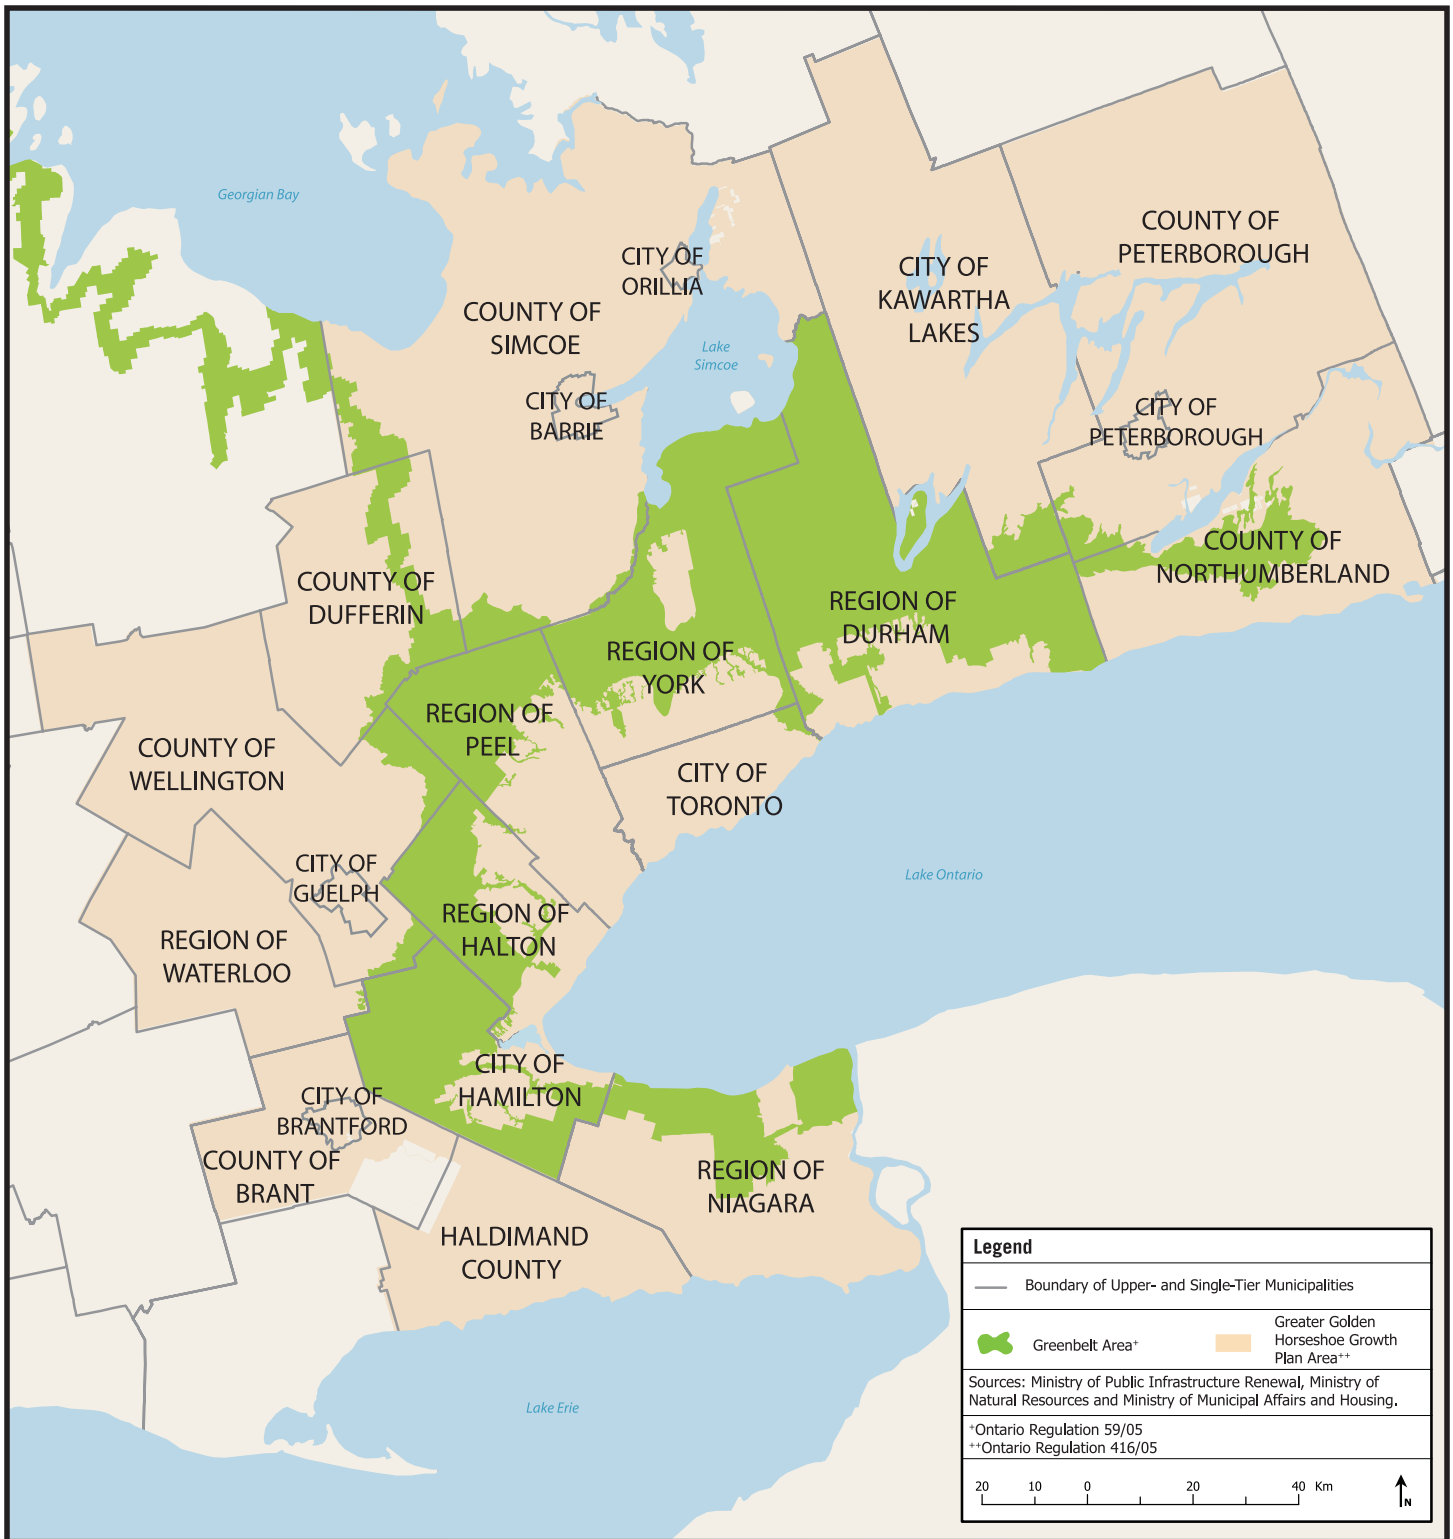 Georgian Bay
COUNTY OF
PETERBOROUGH
CITY OF
ORILLIA
CITY OF
KAWARTHA
LAKES
COUNTY OF
SIMCOE
Lake
Simcoe
CITY OF
BARRIE
CITY OF
PETERBOROUGH
COUNTY OF
NORTHUMBERLAND
COUNTY OF
DUFFERIN
REGION OF
DURHAM
REGION OF
YORK
REGION OF
PEEL
COUNTY OF
WELLINGTON
CITY OF
TORONTO
CITY OF
GUELPH
Lake Ontario
REGION OF
HALTON
REGION OF
WATERLOO
CITY OF
HAMILTON
CITY OF
BRANTFORD
COUNTY OF
BRANT
REGION OF
NIAGARA
HALDIMAND
COUNTY
Lake Erie
Legend
Boundary of Upper- and Single-Tier Municipalities
Greenbelt Area+
Greater Golden
Horseshoe Growth
Plan Area++
Sources: Ministry of Public Infrastructure Renewal, Ministry of
Natural Resources and Ministry of Municipal Affairs and Housing.
+Ontario Regulation 59/05
++Ontario Regulation 416/05
20 10 0 20 40 Km
N